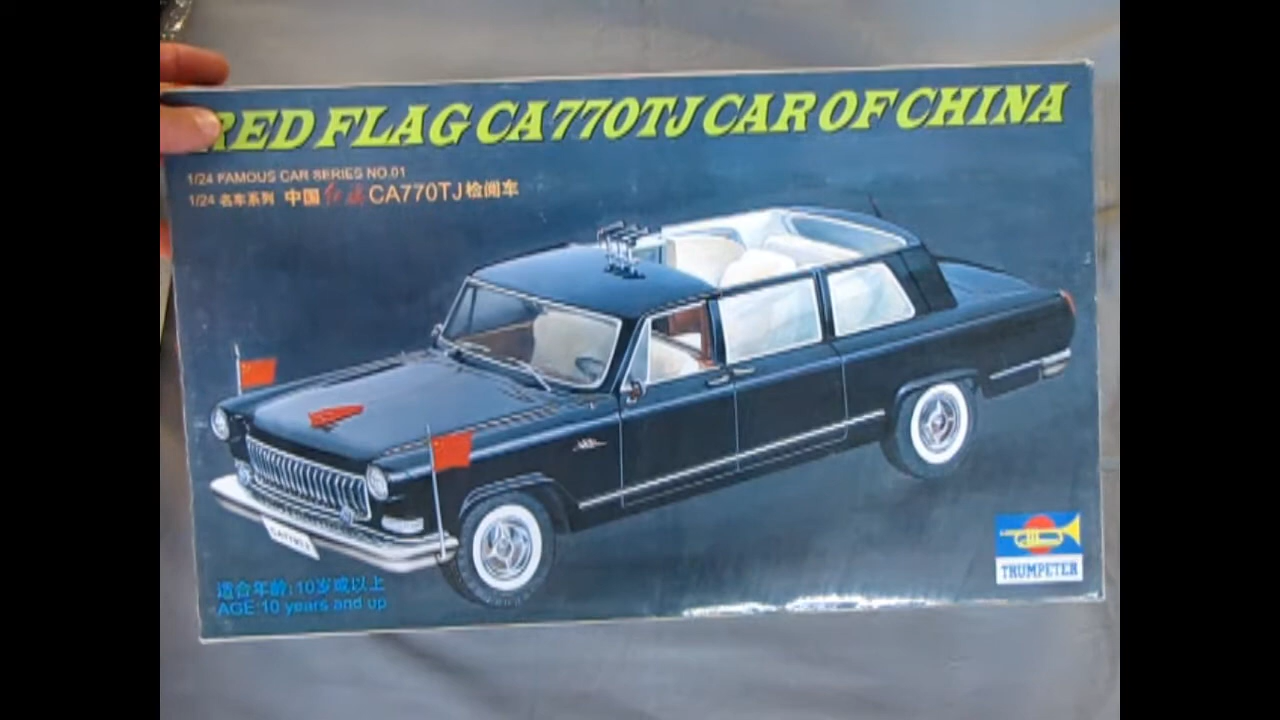 RED FLAG CA770TJ CAR OF CHINA
1/24 FAMOUS CAR SERIES NO.01
1/24 名车系列 中国红旗CA770TJ检阅车
适合年龄:10岁或以上
AGE:10 years and up
TRUMPETER